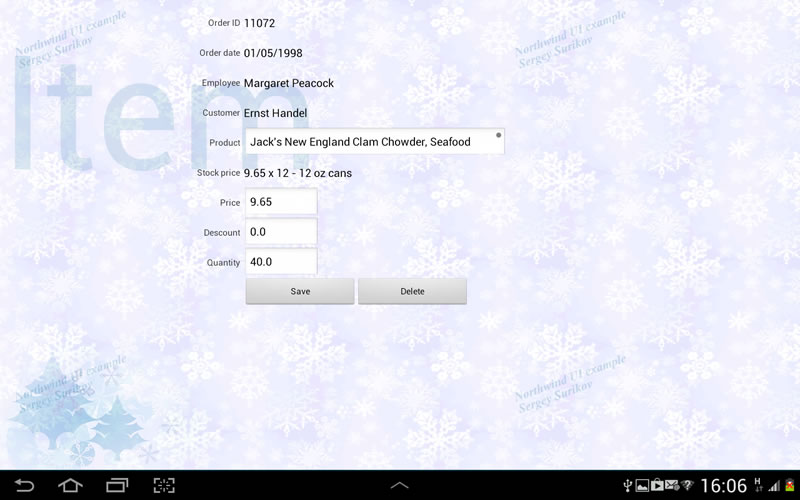 Northwind UI example
Sergey Surikov
Northwind UI example
Sergey Surikov
Item
Order ID 11072
Order date 01/05/1998
Employee Margaret Peacock
Customer Ernst Handel
Product Jack's New England Clam Chowder, Seafood
Stock price 9.65 x 12 - 12 oz cans
Price 9.65
Descount 0.0
Quantity 40.0
Save Delete
Northwind UI example
Sergey Surikov
Northwind UI example
Sergey Surikov
16:06
H